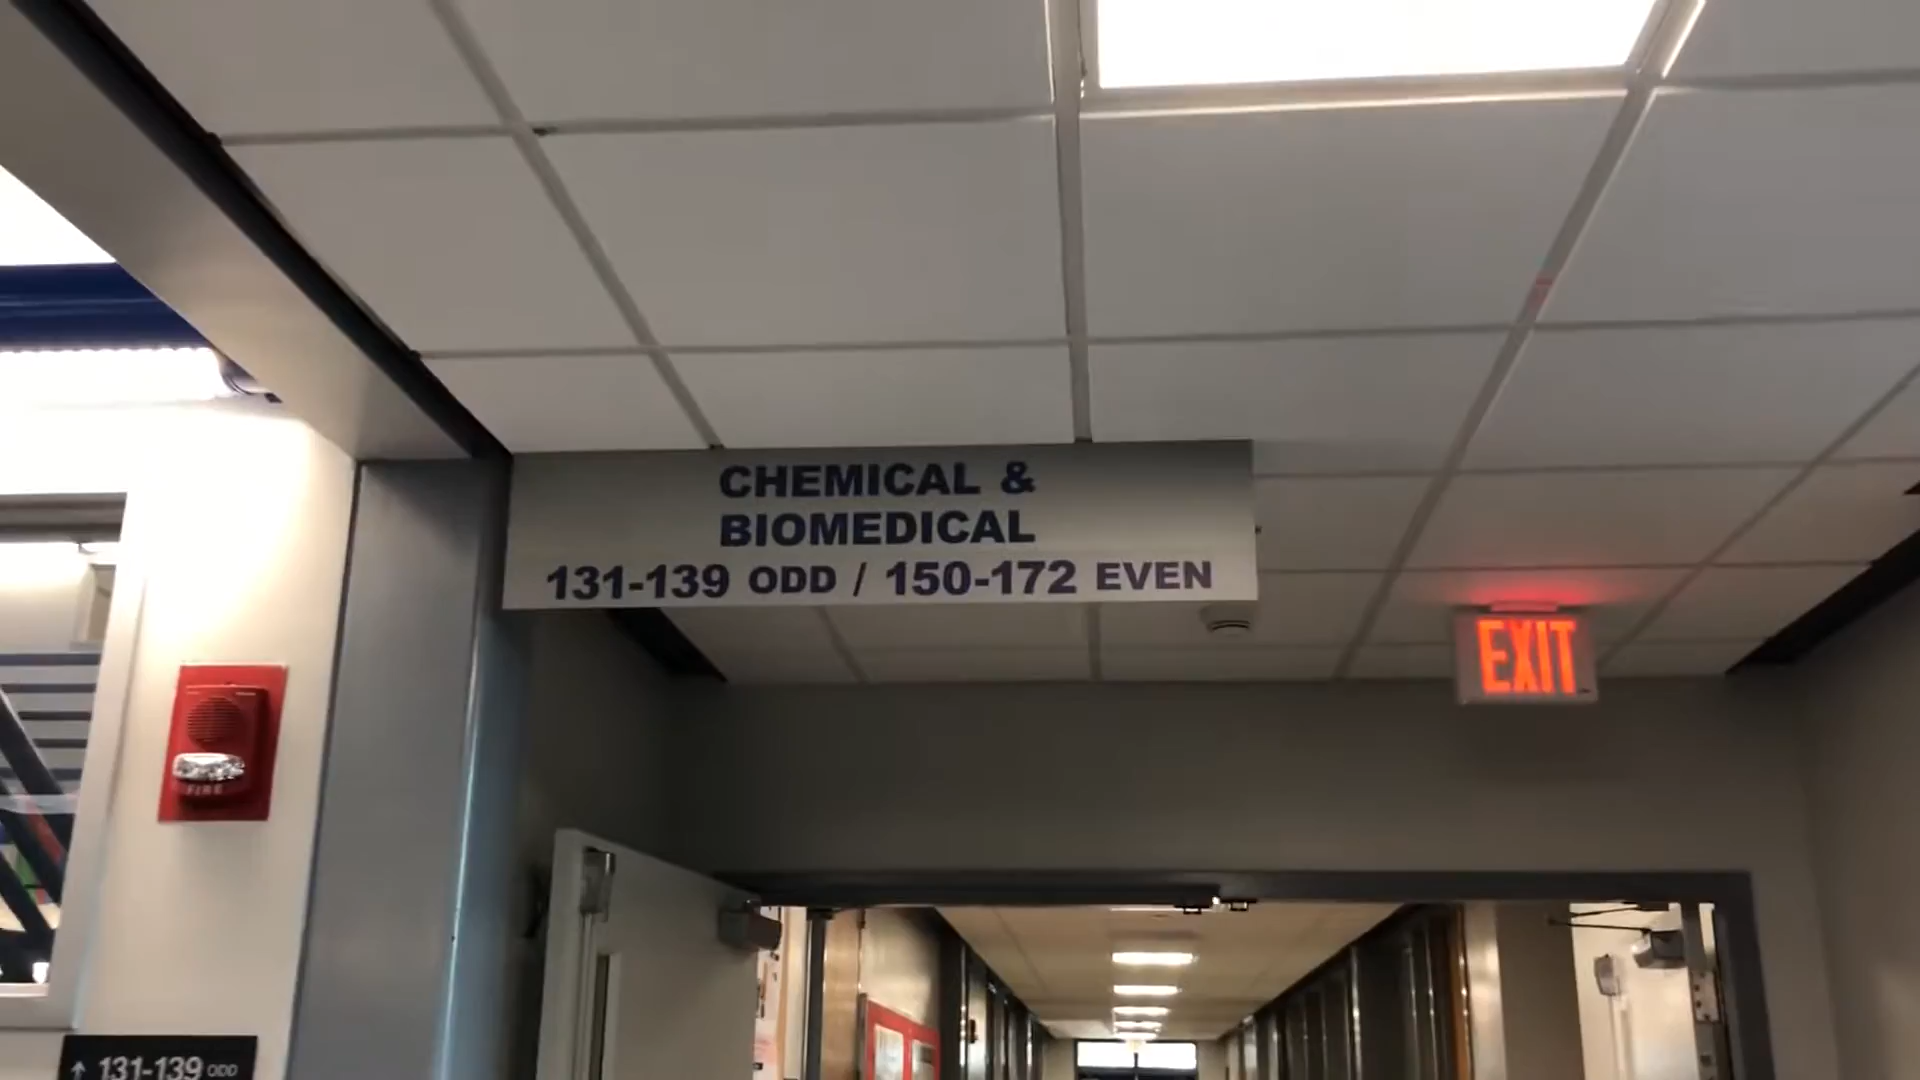 CHEMICAL &
BIOMEDICAL
131-139 ODD / 150-172 EVEN
EXIT
FIRE
↑ 131-139 ODD